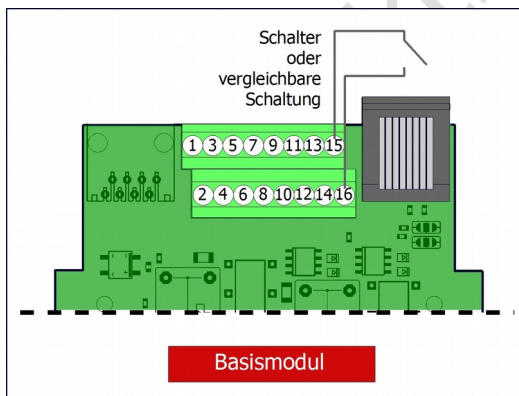 Schalter
oder
vergleichbare
Schaltung
1 3 5 7 9 11 13 15
2 4 6 8 10 12 14 16
Basismodul